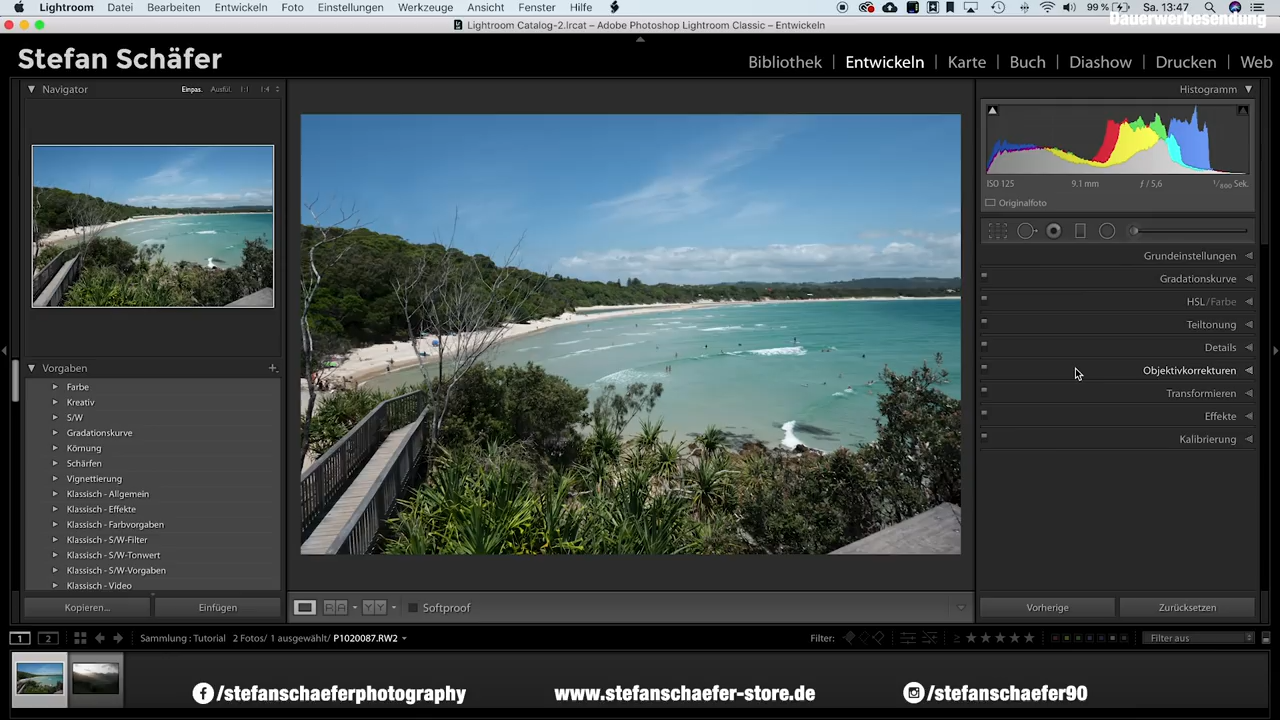 Lightroom Datei Bearbeiten Entwickeln Foto Einstellungen Werkzeuge Ansicht Fenster Hilfe 99 % Sa. 13:47
Dauerwerbesendung
Lightroom Catalog-2.lrcat – Adobe Photoshop Lightroom Classic – Entwickeln
Stefan Schäfer
Bibliothek | Entwickeln | Karte | Buch | Diashow | Drucken | Web
Navigator Einpas. Ausfül. 1:1 1:4
Histogramm
ISO 125 9.1 mm ƒ / 5,6 1/800 Sek.
Originalfoto
Grundeinstellungen
Gradationskurve
HSL / Farbe
Teiltonung
Details
Objektivkorrekturen
Transformieren
Effekte
Kalibrierung
Vorgaben +
Farbe
Kreativ
S/W
Gradationskurve
Körnung
Schärfen
Vignettierung
Klassisch - Allgemein
Klassisch - Effekte
Klassisch - Farbvorgaben
Klassisch - S/W-Filter
Klassisch - S/W-Tonwert
Klassisch - S/W-Vorgaben
Klassisch - Video
Kopieren... Einfügen
R A Y Y Softproof
Vorherige Zurücksetzen
1 2 Sammlung : Tutorial 2 Fotos/ 1 ausgewählt/ P1020087.RW2
Filter: ≥ Filter aus
/stefanschaeferphotography www.stefanschaefer-store.de /stefanschaefer90